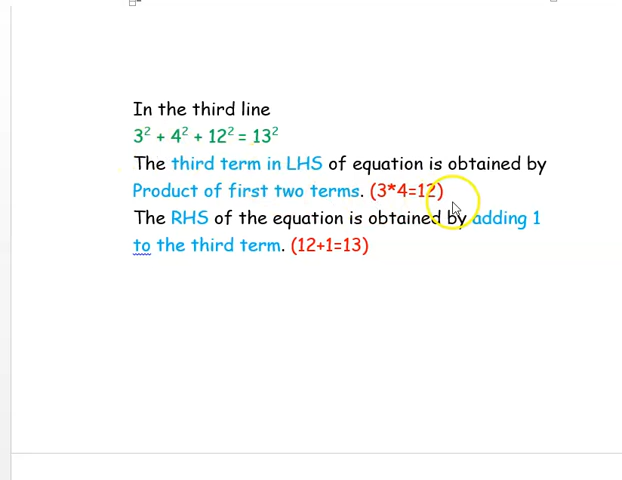 In the third line
3² + 4² + 12² = 13²
The third term in LHS of equation is obtained by
Product of first two terms. (3*4=12)
The RHS of the equation is obtained by adding 1
to the third term. (12+1=13)